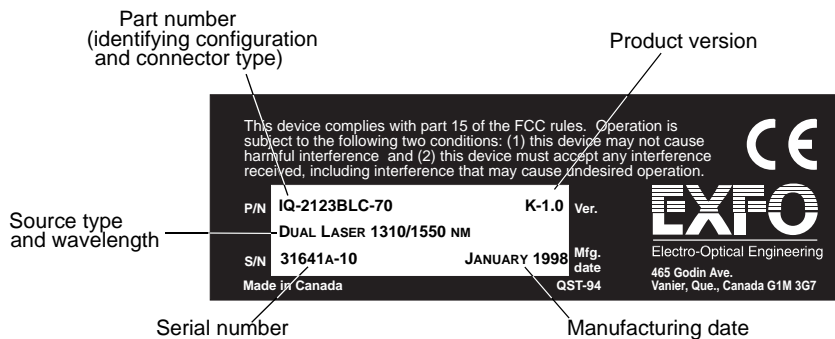 Part number
(identifying configuration
and connector type)
Product version
This device complies with part 15 of the FCC rules. Operation is
subject to the following two conditions: (1) this device may not cause
harmful interference and (2) this device must accept any interference
received, including interference that may cause undesired operation.
CE
P/N IQ-2123BLC-70 K-1.0 Ver.
EXFO
Source type
and wavelength
DUAL LASER 1310/1550 NM
Electro-Optical Engineering
S/N 31641A-10 JANUARY 1998 Mfg.
date
465 Godin Ave.
Made in Canada QST-94 Vanier, Que., Canada G1M 3G7
Serial number
Manufacturing date